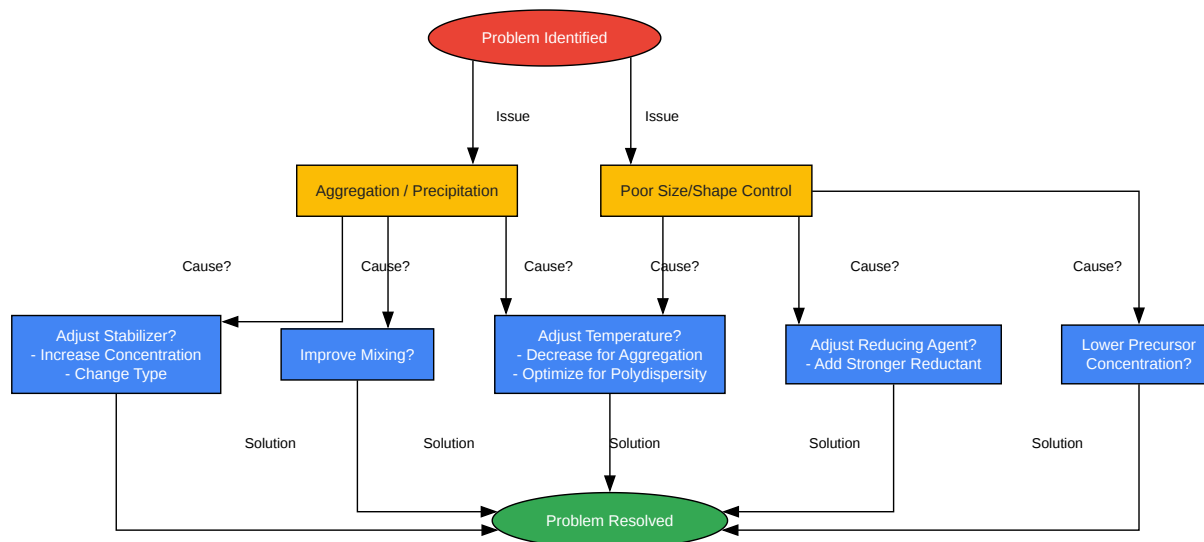 Problem Identified
Issue
Issue
Aggregation / Precipitation
Poor Size/Shape Control
Cause?
Cause?
Cause?
Cause?
Cause?
Cause?
Adjust Stabilizer?
- Increase Concentration
- Change Type
Improve Mixing?
Adjust Temperature?
- Decrease for Aggregation
- Optimize for Polydispersity
Adjust Reducing Agent?
- Add Stronger Reductant
Lower Precursor
Concentration?
Solution
Solution
Solution
Solution
Solution
Problem Resolved